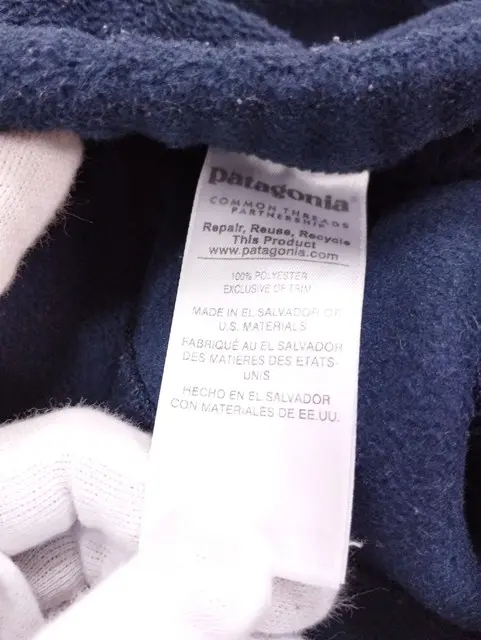 patagonia®
COMMON THREADS
PARTNERSHIP
Repair, Reuse, Recycle
This Product
www.patagonia.com
100% POLYESTER
EXCLUSIVE OF TRIM
MADE IN EL SALVADOR OF
U.S. MATERIALS
FABRIQUÉ AU EL SALVADOR
DES MATIERES DES ETATS-
UNIS
HECHO EN EL SALVADOR
CON MATERIALES DE EE.UU.